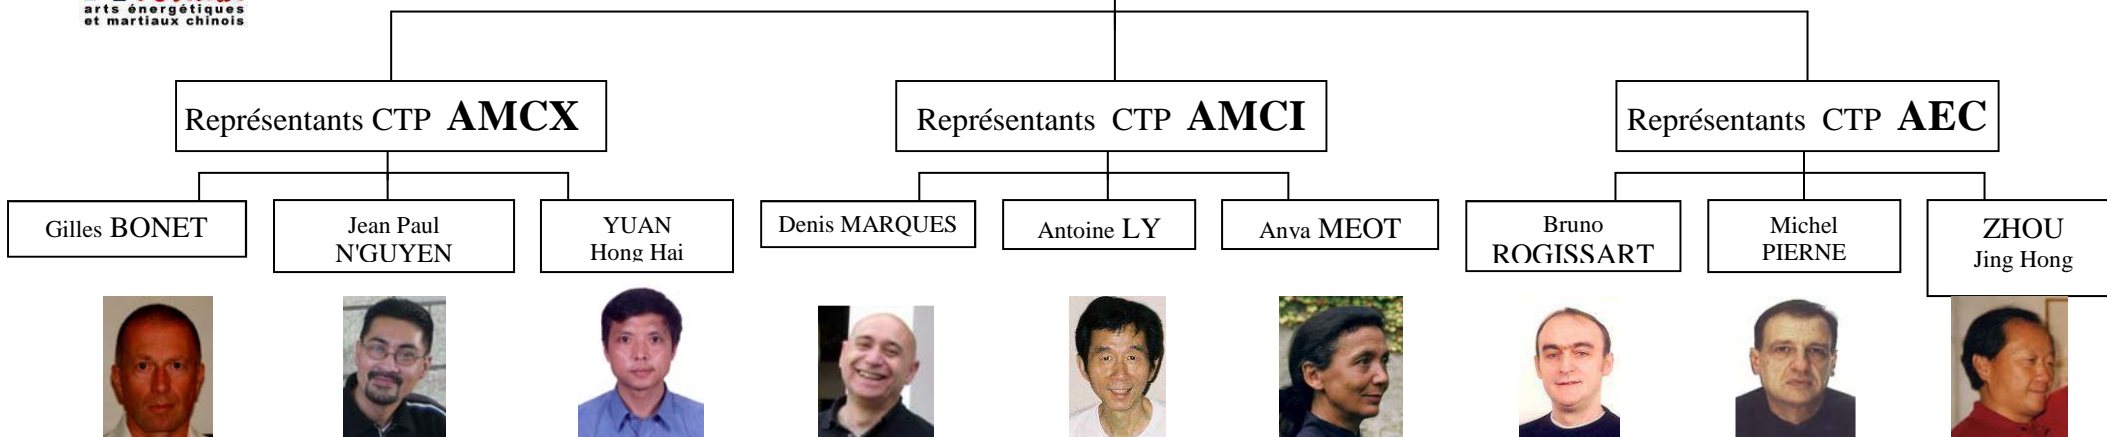 arts énergétiques
et martiaux chinois
Représentants CTP AMCX
Représentants CTP AMCI
Représentants CTP AEC
Gilles BONET
Jean Paul
N'GUYEN
YUAN
Hong Hai
Denis MARQUES
Antoine LY
Anya MEOT
Bruno
ROGISSART
Michel
PIERNE
ZHOU
Jing Hong